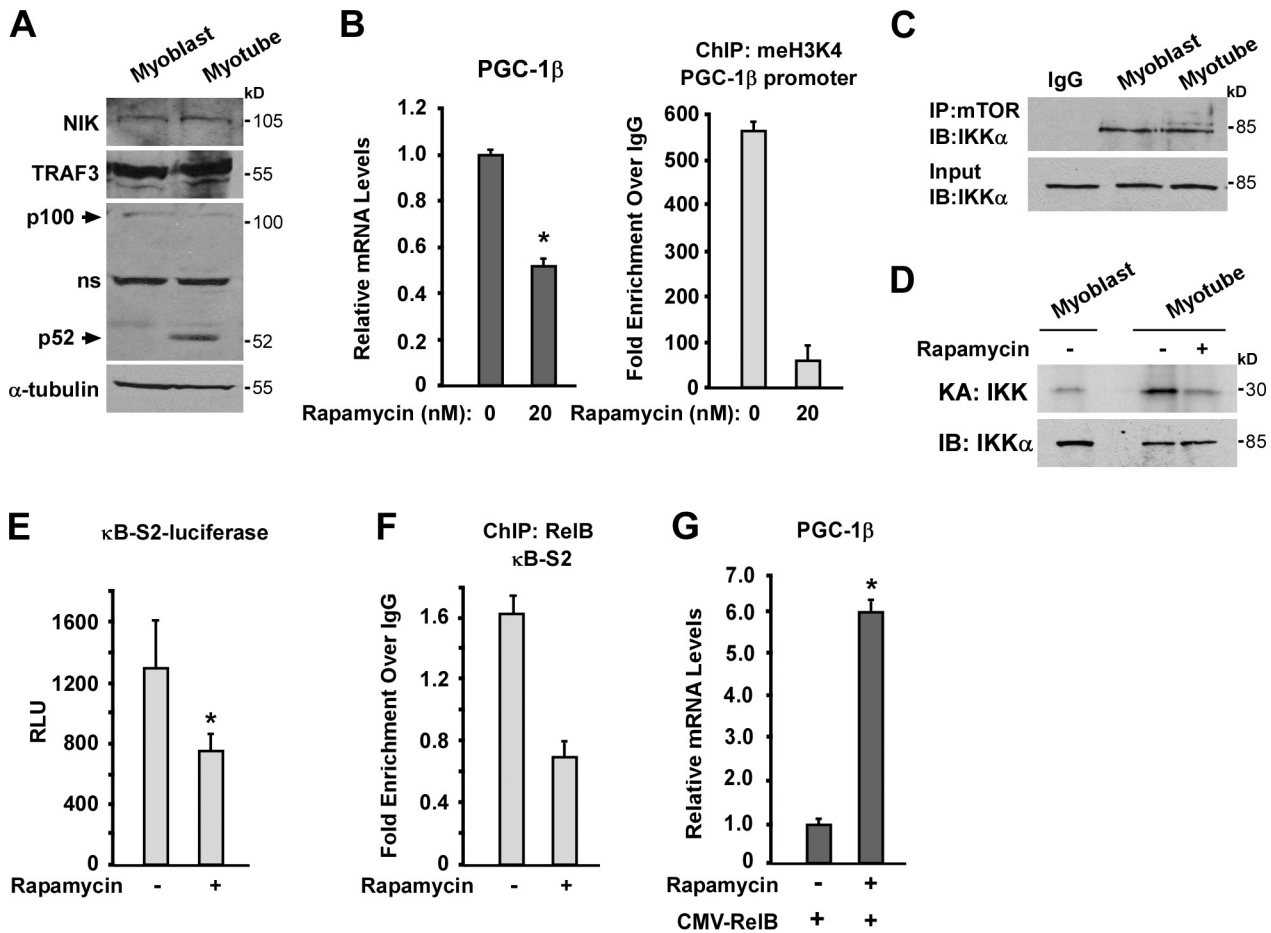 A
Myoblast
Myotube
kD
NIK
-105
TRAF3
-55
p100
-100
ns
p52
-52
α-tubulin
-55
B
PGC-1β
1.2
1.0
0.8
0.6
0.4
0.2
0
Relative mRNA Levels
*
Rapamycin (nM): 0 20
ChIP: meH3K4
PGC-1β promoter
600
500
400
300
200
100
0
Fold Enrichment Over IgG
Rapamycin (nM): 0 20
C
IgG
Myoblast
Myotube
kD
IP:mTOR
IB:IKKα
-85
Input
IB:IKKα
-85
D
Myoblast
Myotube
Rapamycin - - +
kD
KA: IKK
-30
IB: IKKα
-85
E
κB-S2-luciferase
1600
1200
800
400
0
RLU
*
Rapamycin - +
F
ChIP: RelB
κB-S2
1.6
1.2
0.8
0.4
0
Fold Enrichment Over IgG
Rapamycin - +
G
PGC-1β
7.0
6.0
5.0
4.0
3.0
2.0
1.0
0
Relative mRNA Levels
*
Rapamycin - +
CMV-RelB + +